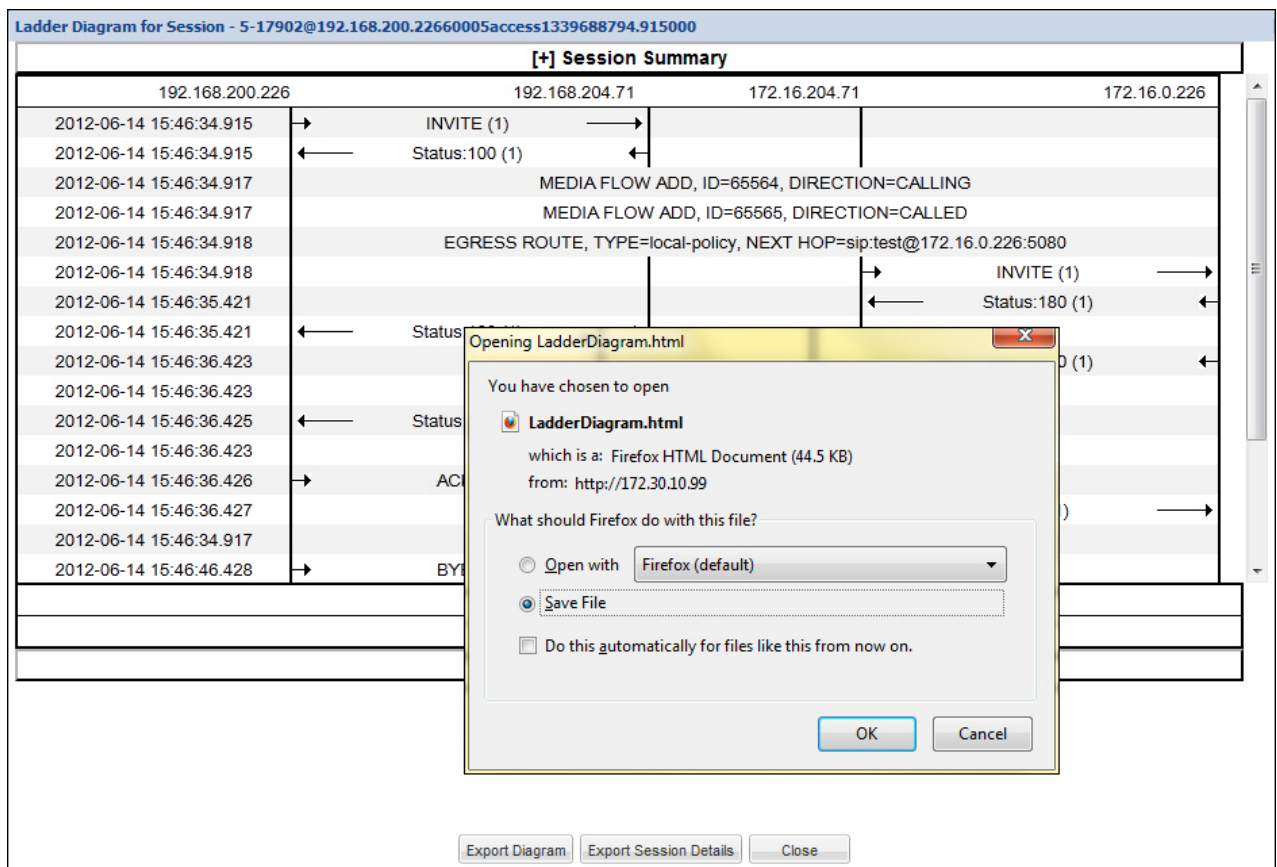 Ladder Diagram for Session - 5-17902@192.168.200.22660005access1339688794.915000
[+] Session Summary
192.168.200.226 192.168.204.71 172.16.204.71 172.16.0.226
2012-06-14 15:46:34.915 INVITE (1)
2012-06-14 15:46:34.915 Status:100 (1)
2012-06-14 15:46:34.917 MEDIA FLOW ADD, ID=65564, DIRECTION=CALLING
2012-06-14 15:46:34.917 MEDIA FLOW ADD, ID=65565, DIRECTION=CALLED
2012-06-14 15:46:34.918 EGRESS ROUTE, TYPE=local-policy, NEXT HOP=sip:test@172.16.0.226:5080
2012-06-14 15:46:34.918 INVITE (1)
2012-06-14 15:46:35.421 Status:180 (1)
2012-06-14 15:46:35.421 Status
2012-06-14 15:46:36.423 0 (1)
2012-06-14 15:46:36.423
2012-06-14 15:46:36.425 Status
2012-06-14 15:46:36.423
2012-06-14 15:46:36.426
2012-06-14 15:46:36.427 )
2012-06-14 15:46:34.917
2012-06-14 15:46:46.428
Opening LadderDiagram.html
You have chosen to open
LadderDiagram.html
which is a: Firefox HTML Document (44.5 KB)
from: http://172.30.10.99
What should Firefox do with this file?
Open with Firefox (default)
Save File
Do this automatically for files like this from now on.
OK Cancel
Export Diagram Export Session Details Close